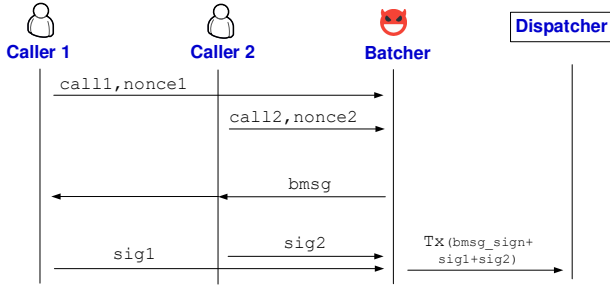 Caller 1
Caller 2
Batcher
Dispatcher
call1,nonce1
call2,nonce2
bmsg
sig1
sig2
Tx(bmsg_sign+
sig1+sig2)